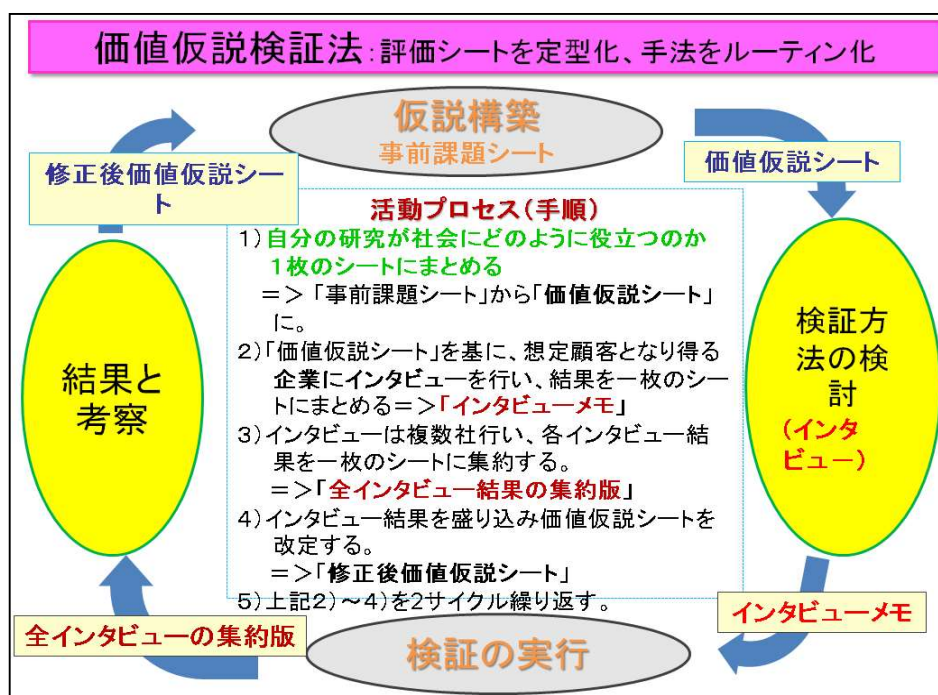 価値仮説検証法:評価シートを定型化、手法をルーティン化
仮説構築
事前課題シート
価値仮説シート
修正後価値仮説シー
ト
活動プロセス(手順)
1)自分の研究が社会にどのように役立つのか
1枚のシートにまとめる
=>「事前課題シート」から「価値仮説シート」
に。
2)「価値仮説シート」を基に、想定顧客となり得る
企業にインタビューを行い、結果を一枚のシー
トにまとめる=>「インタビューメモ」
3)インタビューは複数社行い、各インタビュー結
果を一枚のシートに集約する。
=>「全インタビュー結果の集約版」
4)インタビュー結果を盛り込み価値仮説シートを
改定する。
=>「修正後価値仮説シート」
5)上記2)~4)を2サイクル繰り返す。
結果と
考察
検証方
法の検
討
(インタ
ビュー)
インタビューメモ
全インタビューの集約版
検証の実行